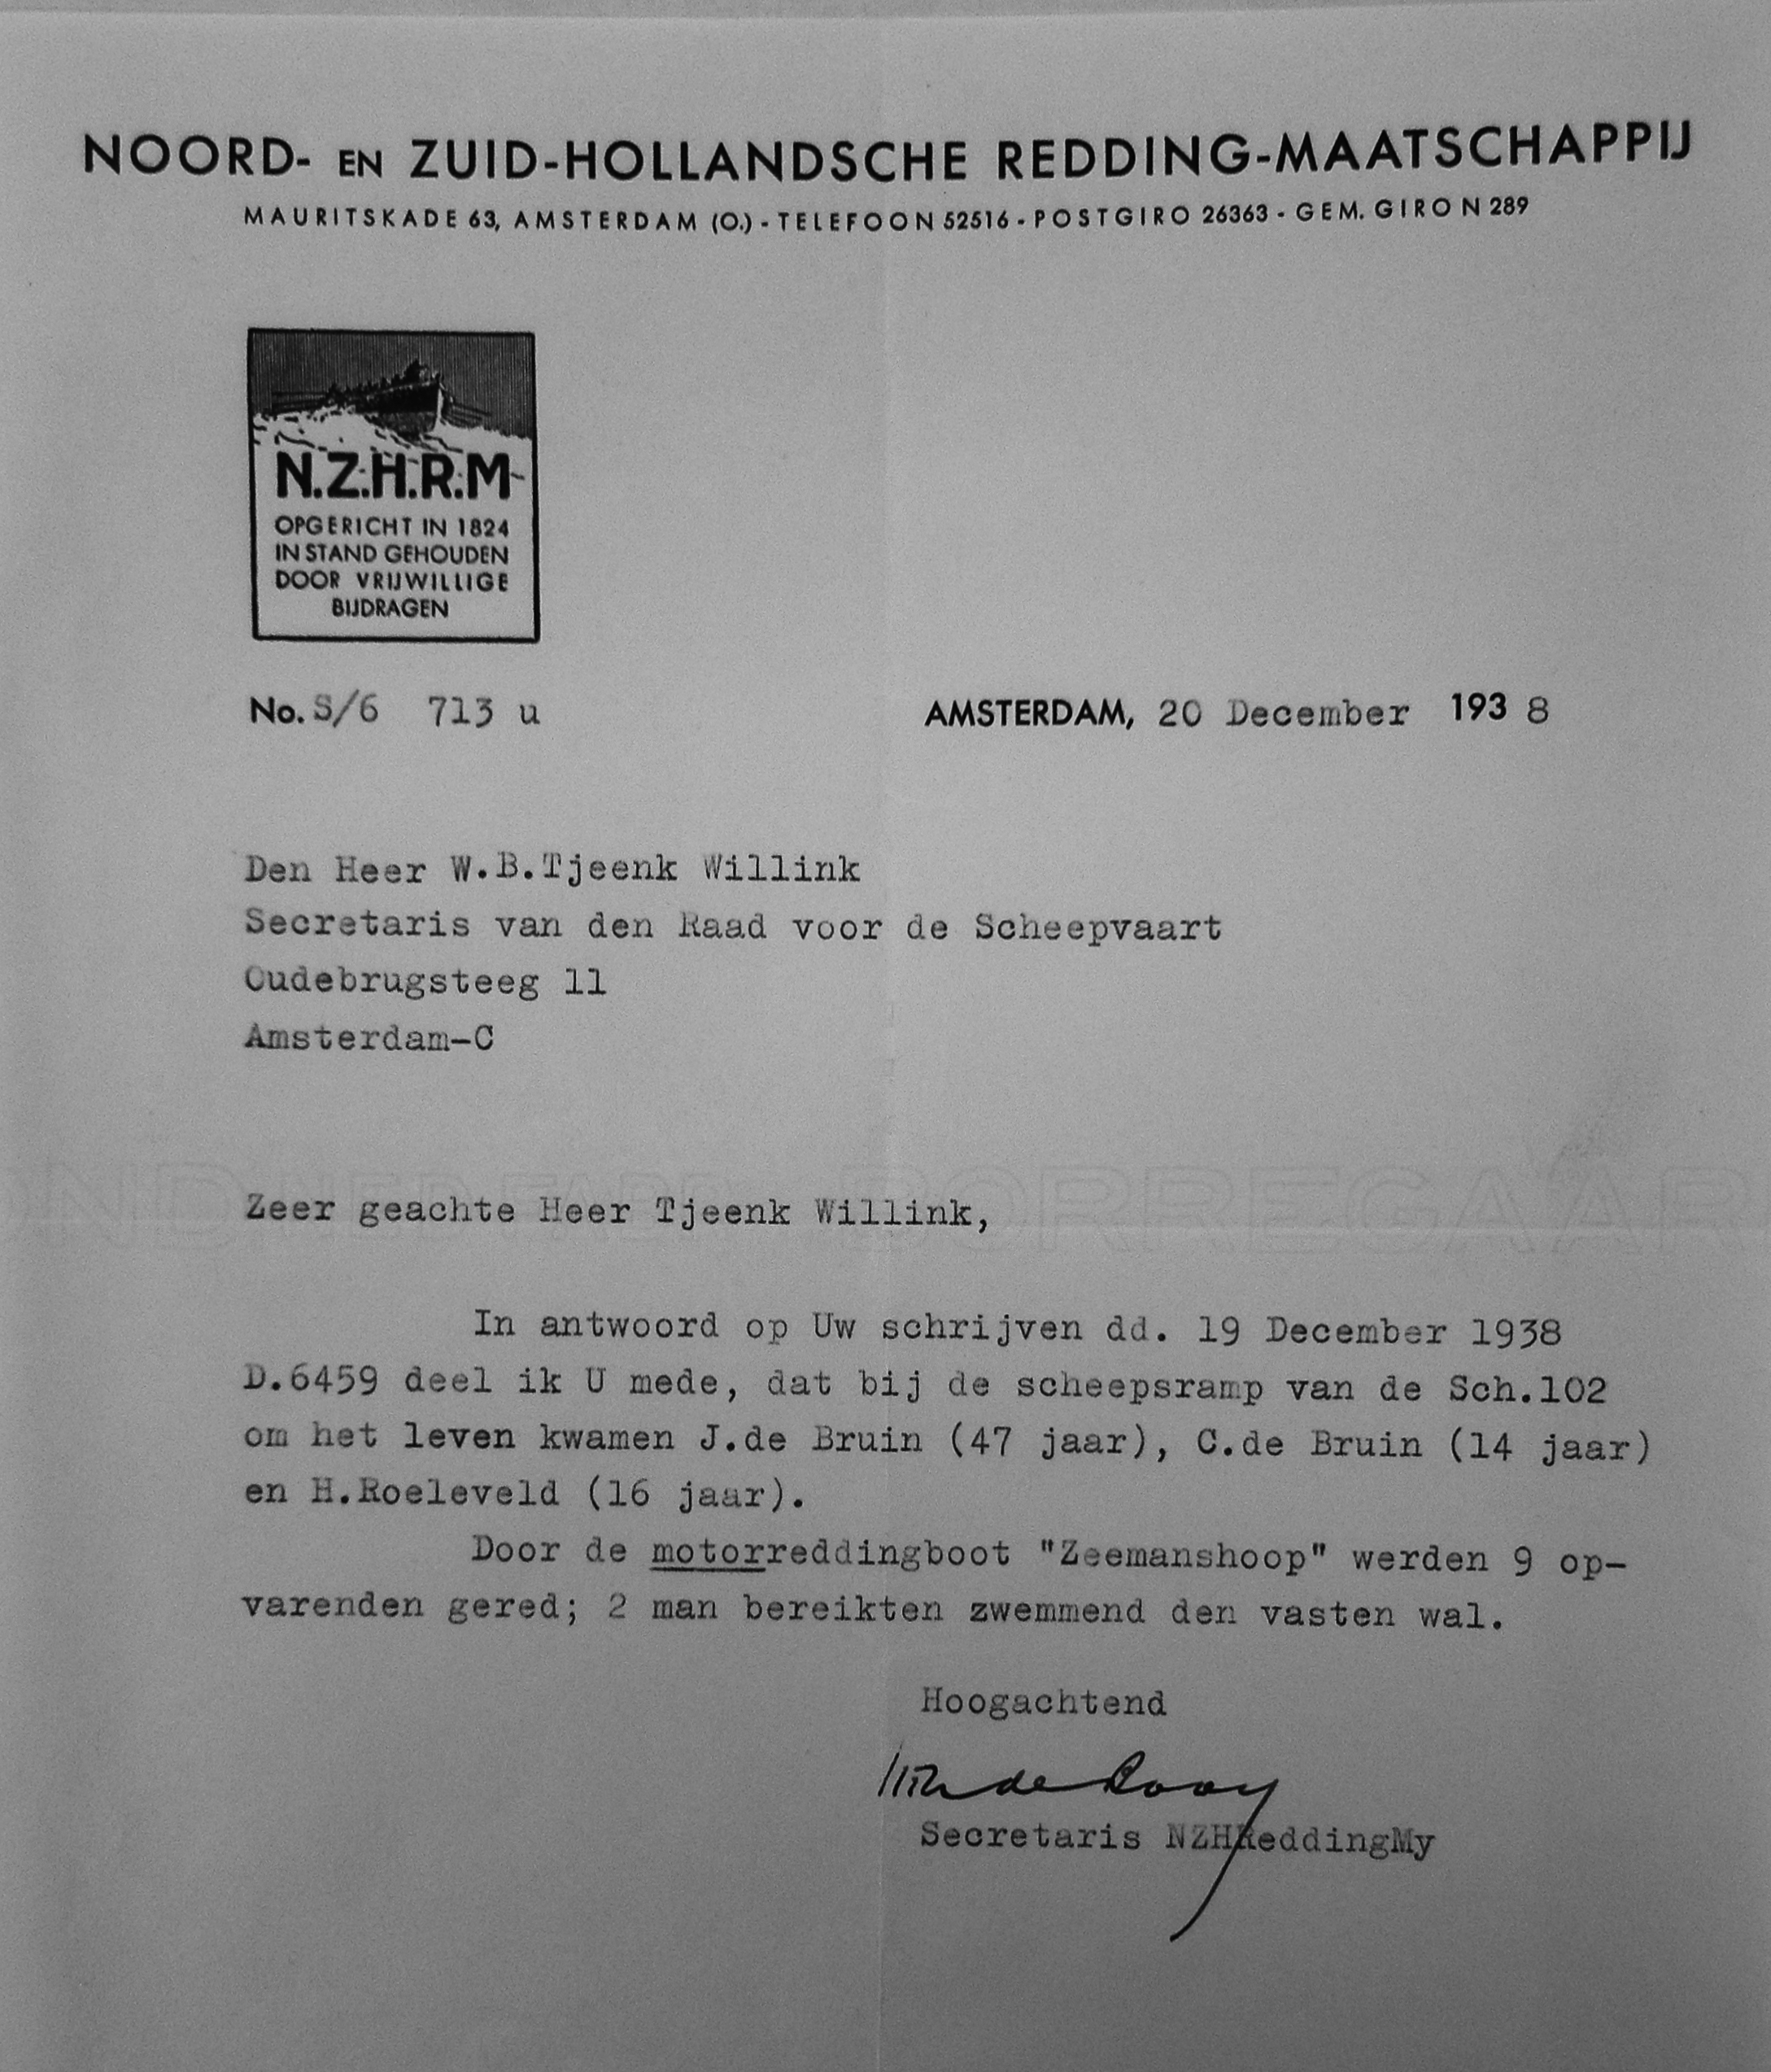 NOORD- EN ZUID-HOLLANDSCHE REDDING-MAATSCHAPPIJ
MAURITSKADE 63, AMSTERDAM (O.) - TELEFOON 52516 - POSTGIRO 26363 - GEM. GIRO N 289
N.Z.H.R.M
OPGERICHT IN 1824
IN STAND GEHOUDEN
DOOR VRIJWILLIGE
BIJDRAGEN
No. S/6 713 u AMSTERDAM, 20 December 1938
Den Heer W.B.Tjeenk Willink
Secretaris van den Raad voor de Scheepvaart
Oudebrugsteeg 11
Amsterdam-C
Zeer geachte Heer Tjeenk Willink,
In antwoord op Uw schrijven dd. 19 December 1938
D.6459 deel ik U mede, dat bij de scheepsramp van de Sch.102
om het leven kwamen J.de Bruin (47 jaar), C.de Bruin (14 jaar)
en H.Roeleveld (16 jaar).
Door de motorreddingboot "Zeemanshoop" werden 9 op-
varenden gered; 2 man bereikten zwemmend den vasten wal.
Hoogachtend
de Rooy
Secretaris NZHReddingMy